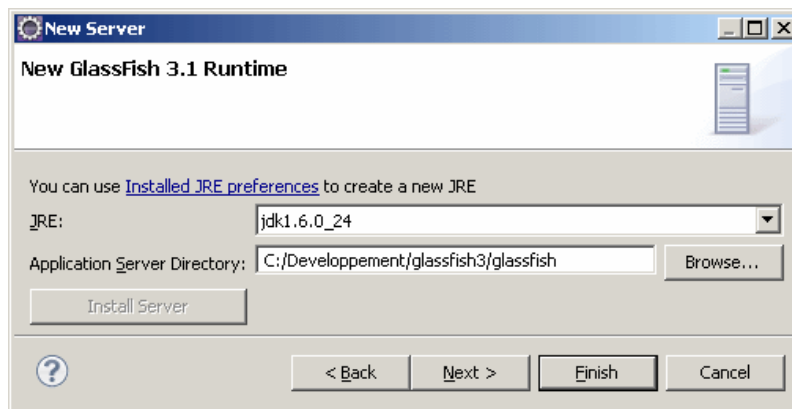 New Server
New GlassFish 3.1 Runtime
You can use Installed JRE preferences to create a new JRE
JRE: jdk1.6.0_24
Application Server Directory: C:/Developpement/glassfish3/glassfish Browse...
Install Server
? < Back Next > Finish Cancel